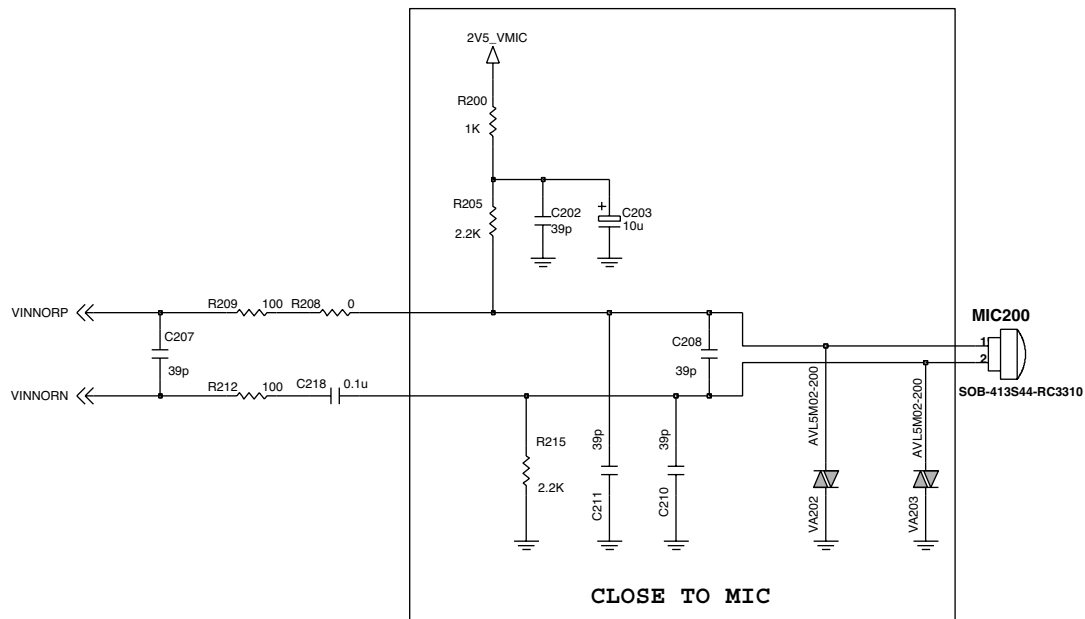 2V5_VMIC
R200
1K
R205
2.2K
C202
39p
+
C203
10u
VINNORP
R209
100
R208
0
C207
39p
C208
39p
MIC200
1
2
SOB-413S44-RC3310
VINNORN
R212
100
C218
0.1u
R215
2.2K
39p
C211
39p
C210
AVL5M02-200
VA202
AVL5M02-200
VA203
CLOSE TO MIC